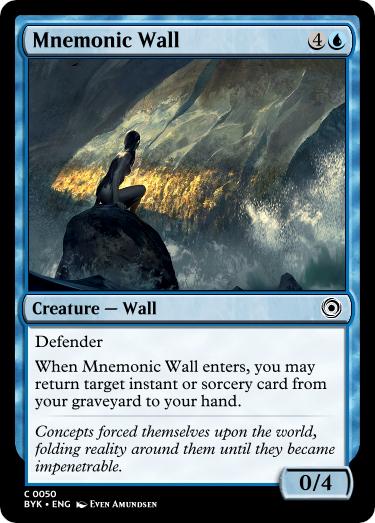 Mnemonic Wall 4
Creature — Wall
Defender
When Mnemonic Wall enters, you may
return target instant or sorcery card from
your graveyard to your hand.
Concepts forced themselves upon the world,
folding reality around them until they became
impenetrable.
0/4
C 0050
BYK • ENG Even Amundsen